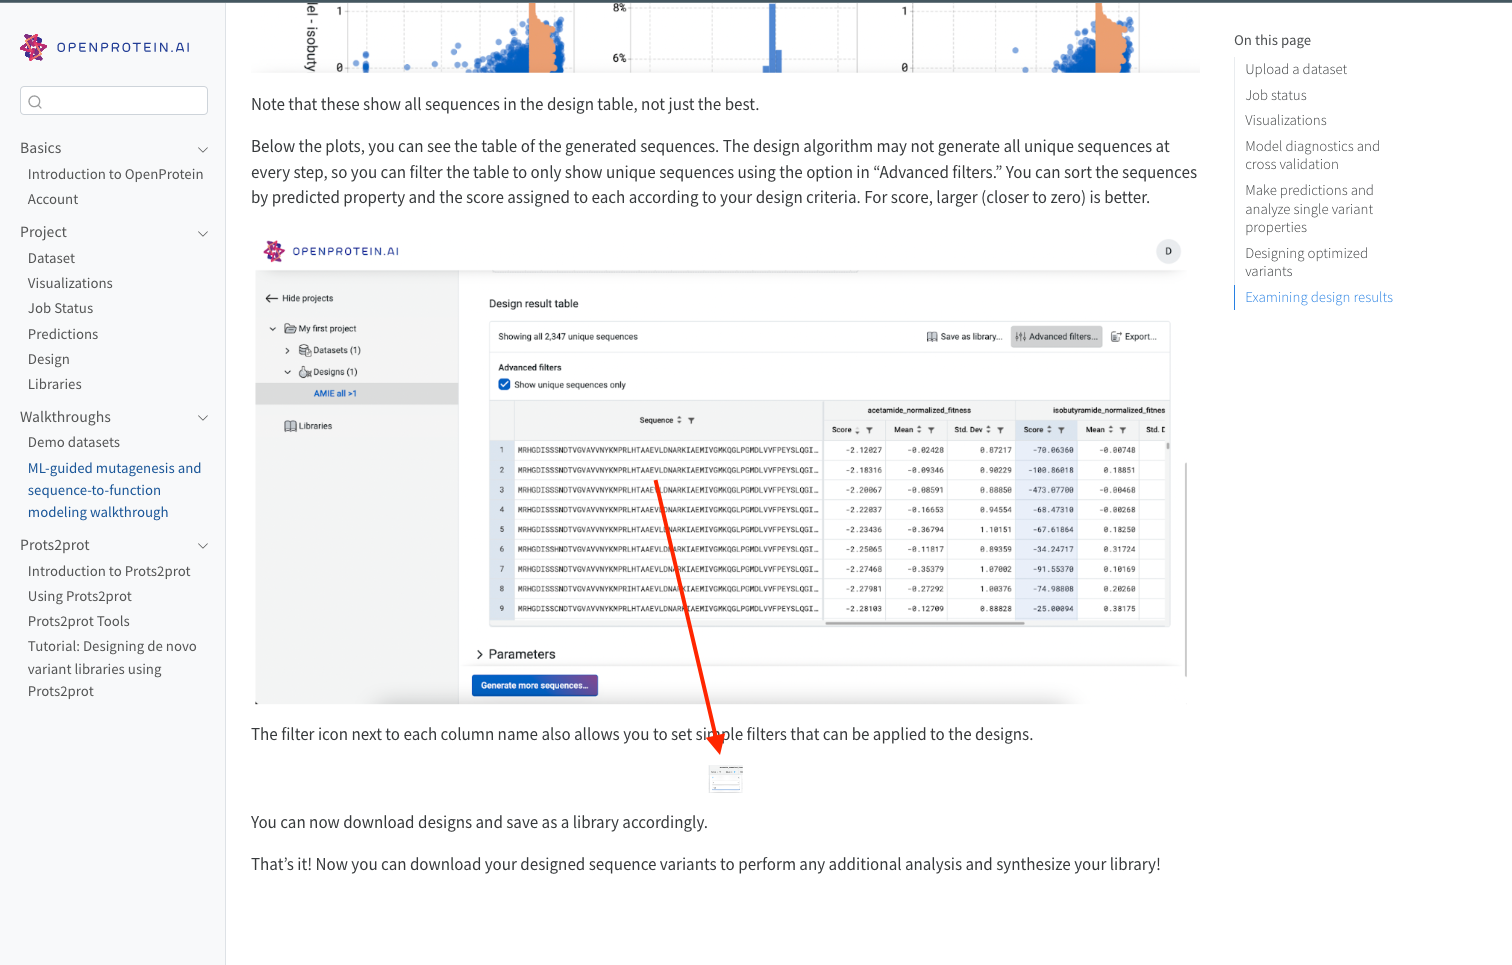 OPENPROTEIN.AI
Basics
Introduction to OpenProtein
Account
Project
Dataset
Visualizations
Job Status
Predictions
Design
Libraries
Walkthroughs
Demo datasets
ML-guided mutagenesis and
sequence-to-function
modeling walkthrough
Prots2prot
Introduction to Prots2prot
Using Prots2prot
Prots2prot Tools
Tutorial: Designing de novo
variant libraries using
Prots2prot
1 8% 1
- isobuty
0 6% 0
Note that these show all sequences in the design table, not just the best.
Below the plots, you can see the table of the generated sequences. The design algorithm may not generate all unique sequences at
every step, so you can filter the table to only show unique sequences using the option in “Advanced filters.” You can sort the sequences
by predicted property and the score assigned to each according to your design criteria. For score, larger (closer to zero) is better.
OPENPROTEIN.AI D
Hide projects
My first project
Datasets (1)
Designs (1)
AMIE all >1
Libraries
Design result table
Showing all 2,347 unique sequences Save as library... Advanced filters... Export...
Advanced filters
Show unique sequences only
acetamide_normalized_fitness isobutyramide_normalized_fitnes
Sequence Score Mean Std. Dev Score Mean Std. D
1 MRHGDISSSNDTVGVAVVNYKMPRLHTAAEVLDNARKIAEMIVGMKQGLPGMDLVVFPEYSLQGI... -2.12027 -0.02428 0.87217 -70.06360 -0.00748
2 MRHGDISSSNDTVGVAVVNYKMPRLHTAAEVLDNARKIAEMIVGMKQGLPGMDLVVFPEYSLQGI... -2.18316 -0.09346 0.90229 -100.86018 0.18851
3 MRHGDISSSNDTVGVAVVNYKMPRLHTAAEVLDNARKIAEMIVGMKQGLPGMDLVVFPEYSLQGI... -2.20067 -0.08591 0.88850 -473.07700 -0.00468
4 MRHGDISSSNDTVGVAVVNYKMPRLHTAAEVLDNARKIAEMIVGMKQGLPGMDLVVFPEYSLQGI... -2.22037 -0.16653 0.94554 -68.47310 -0.00268
5 MRHGDISSSNDTVGVAVVNYKMPRLHTAAEVLDNARKIAEMIVGMKQGLPGMDLVVFPEYSLQGI... -2.23436 -0.36794 1.10151 -67.61864 0.18250
6 MRHGDISSHNDTVGVAVVNYKMPRLHTAAEVLDNARKIAEMIVGMKQGLPGMDLVVFPEYSLQGI... -2.25065 -0.11817 0.89359 -34.24717 0.31724
7 MRHGDISSSNDTVGVAVVNYKMPRLHTAAEVLDNARKIAEMIVGMKQGLPGMDLVVFPEYSLQGI... -2.27468 -0.35379 1.07002 -91.55370 0.10169
8 MRHGDISSSNDTVGVAVVNYKMPRIHTAAEVLDNARKIAEMIVGMKQGLPGMDLVVFPEYSLQGI... -2.27981 -0.27292 1.00376 -74.98808 0.20260
9 MRHGDISSCNDTVGVAVVNYKMPRLHTAAEVLDNARKIAEMIVGMKQGLPGMDLVVFPEYSLQGI... -2.28103 -0.12709 0.88828 -25.00094 0.38175
Parameters
Generate more sequences...
The filter icon next to each column name also allows you to set simple filters that can be applied to the designs.
You can now download designs and save as a library accordingly.
That’s it! Now you can download your designed sequence variants to perform any additional analysis and synthesize your library!
On this page
Upload a dataset
Job status
Visualizations
Model diagnostics and
cross validation
Make predictions and
analyze single variant
properties
Designing optimized
variants
Examining design results